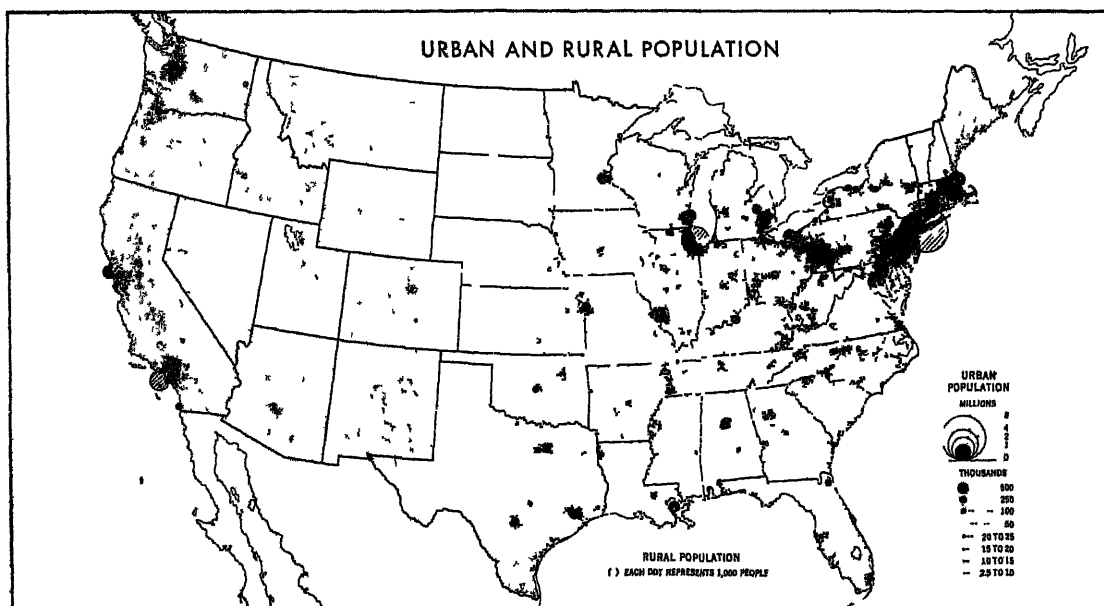 URBAN AND RURAL POPULATION
URBAN
POPULATION
MILLIONS
8
4
2
1
0
THOUSANDS
500
250
100
50
20 TO 25
15 TO 20
10 TO 15
2.5 TO 10
RURAL POPULATION
( ) EACH DOT REPRESENTS 1,000 PEOPLE